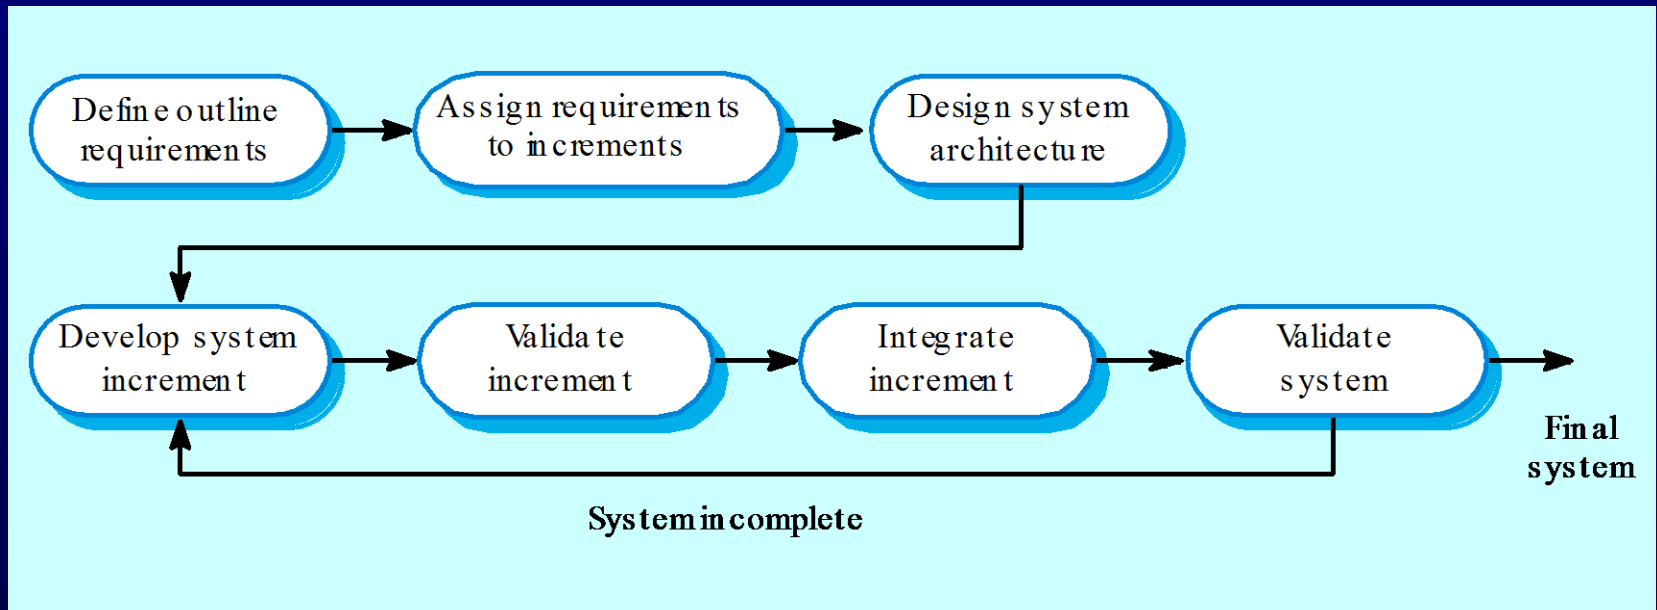 Define outline
requirements
Assign requirements
to increments
Design system
architecture
Develop system
increment
Validate
increment
Integrate
increment
Validate
system
Final
system
System incomplete